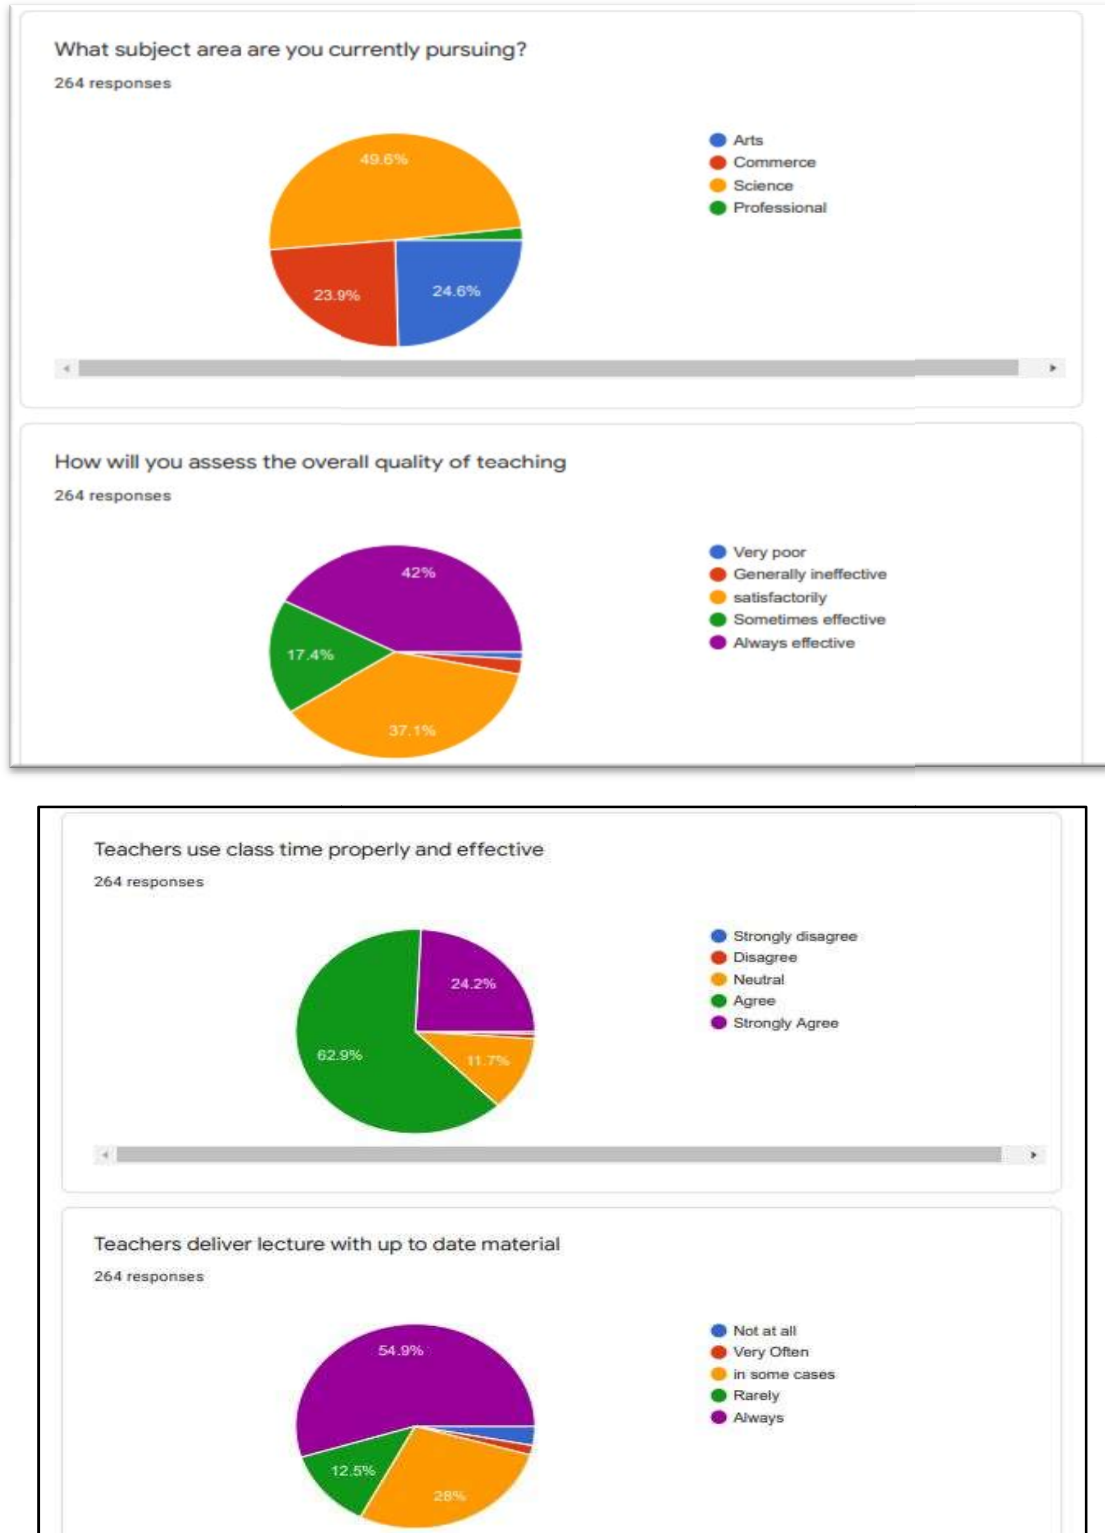 What subject area are you currently pursuing?
264 responses
49.6%
23.9%
24.6%
Arts
Commerce
Science
Professional
How will you assess the overall quality of teaching
264 responses
42%
17.4%
37.1%
Very poor
Generally ineffective
satisfactorily
Sometimes effective
Always effective
Teachers use class time properly and effective
264 responses
24.2%
62.9%
11.7%
Strongly disagree
Disagree
Neutral
Agree
Strongly Agree
Teachers deliver lecture with up to date material
264 responses
54.9%
12.5%
28%
Not at all
Very Often
in some cases
Rarely
Always